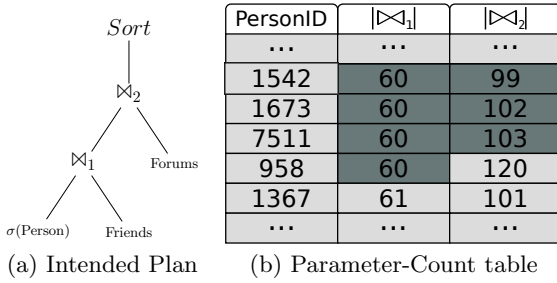 Sort
⋈2
⋈1
Forums
σ(Person)
Friends
(a) Intended Plan
PersonID |⋈1| |⋈2|
... ... ...
1542 60 99
1673 60 102
7511 60 103
958 60 120
1367 61 101
... ... ...
(b) Parameter-Count table